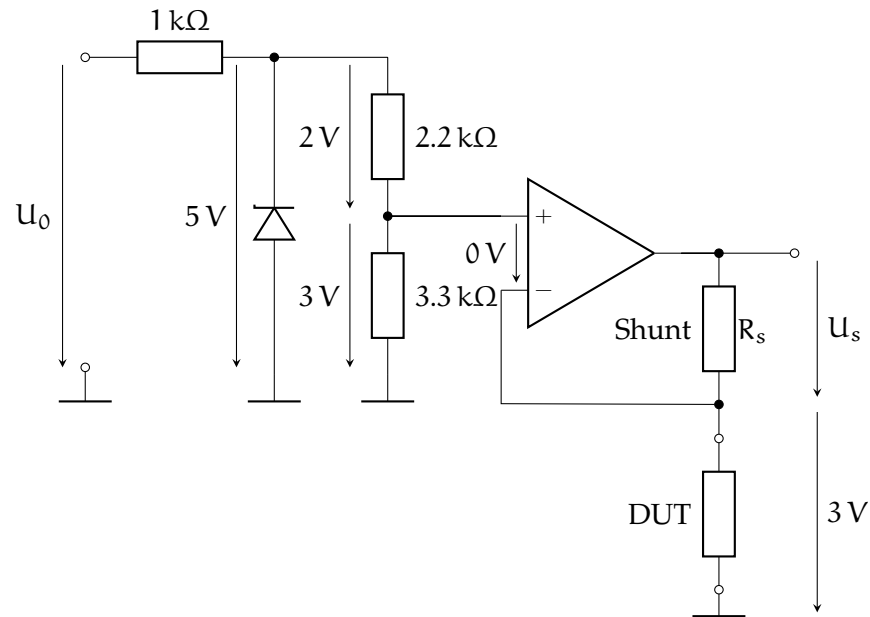 1 kΩ
U₀
5 V
2 V
2.2 kΩ
3 V
3.3 kΩ
0 V
+
−
Shunt
Rₛ
Uₛ
DUT
3 V